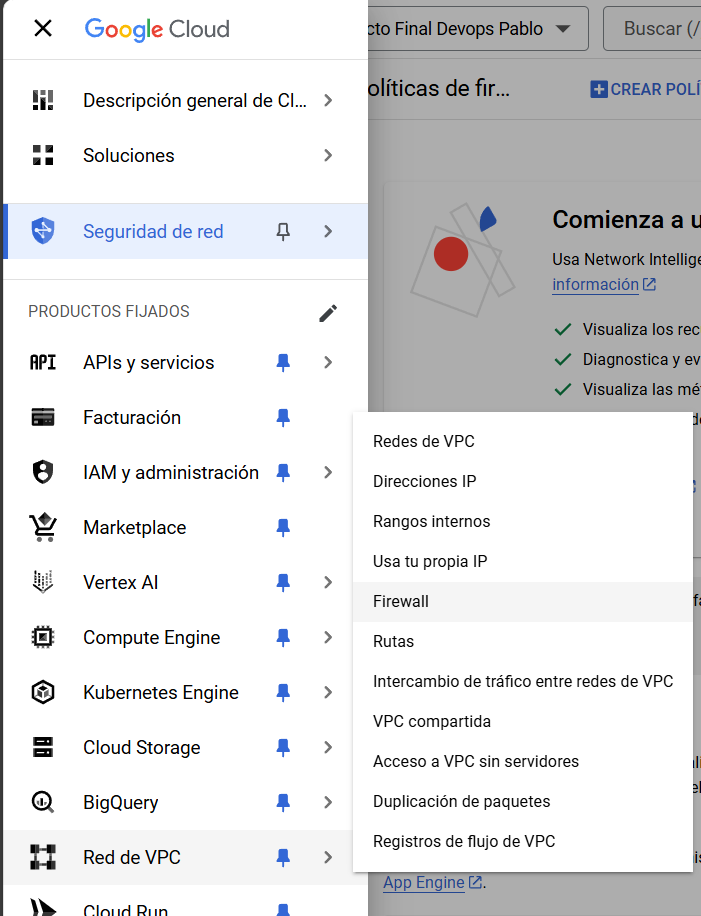 Google Cloud
cto Final Devops Pablo
Buscar (/
Descripción general de Cl...
olíticas de fir...
CREAR POLÍ
Soluciones
Seguridad de red
Comienza a u
Usa Network Intellige
información
PRODUCTOS FIJADOS
Visualiza los rec
API APIs y servicios
Diagnostica y ev
Visualiza las mé
Facturación
IAM y administración
Marketplace
Vertex AI
Compute Engine
Kubernetes Engine
Cloud Storage
BigQuery
Red de VPC
Cloud Run
Redes de VPC
Direcciones IP
Rangos internos
Usa tu propia IP
Firewall
Rutas
Intercambio de tráfico entre redes de VPC
VPC compartida
Acceso a VPC sin servidores
Duplicación de paquetes
Registros de flujo de VPC
App Engine.